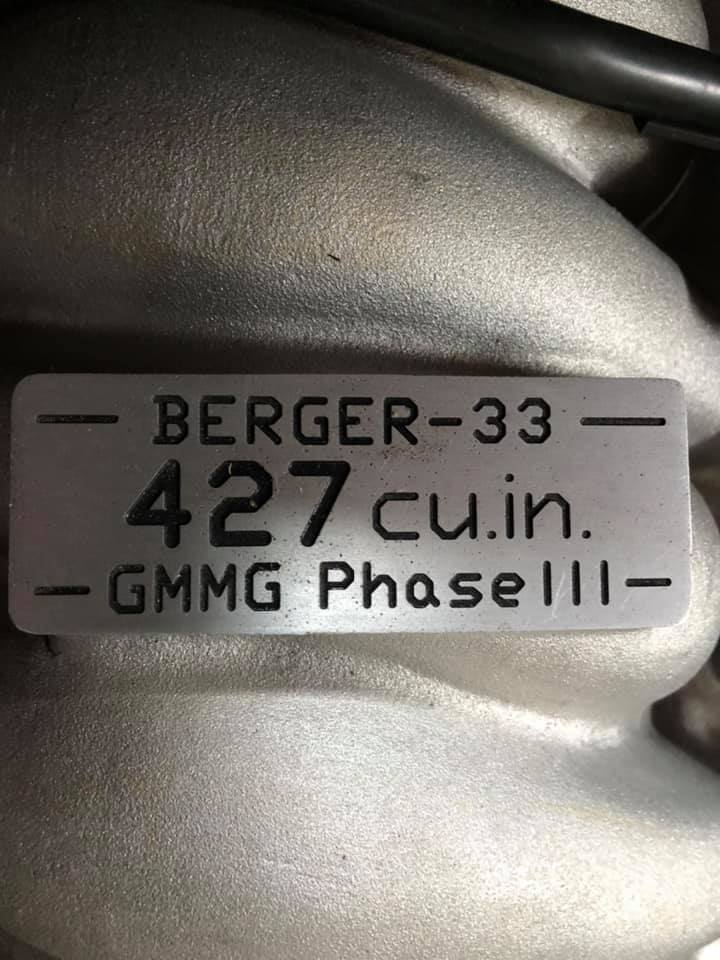 — BERGER-33 —
427 cu.in.
— GMMG Phase III —